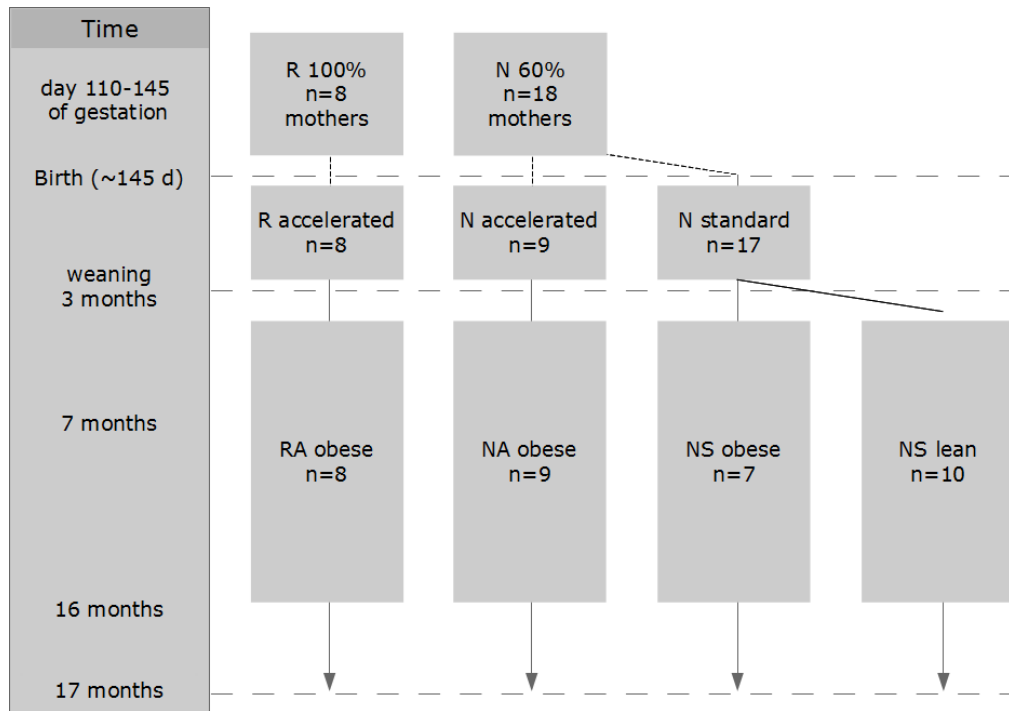 Time
day 110-145
of gestation
Birth (~145 d)
weaning
3 months
7 months
16 months
17 months
R 100%
n=8
mothers
N 60%
n=18
mothers
R accelerated
n=8
N accelerated
n=9
N standard
n=17
RA obese
n=8
NA obese
n=9
NS obese
n=7
NS lean
n=10